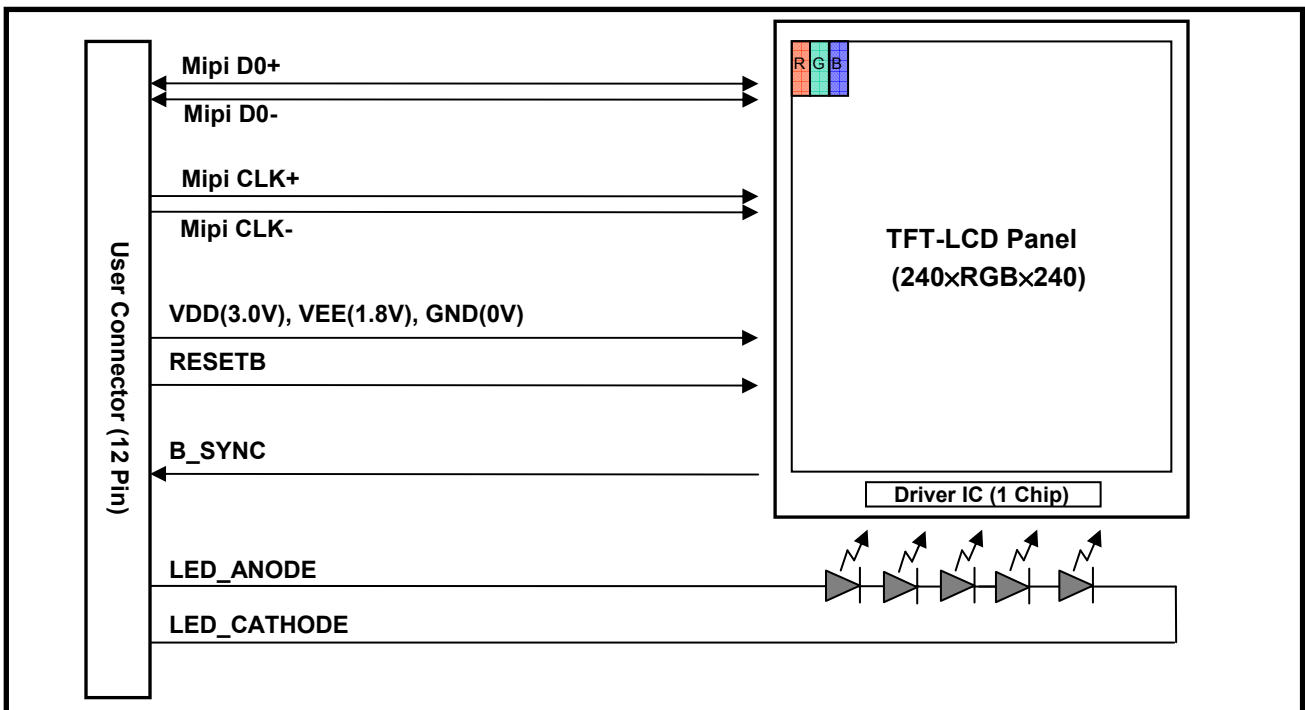 Mipi D0+
Mipi D0-
Mipi CLK+
Mipi CLK-
User Connector (12 Pin)
VDD(3.0V), VEE(1.8V), GND(0V)
RESETB
B_SYNC
LED_ANODE
LED_CATHODE
R G B
TFT-LCD Panel
(240×RGB×240)
Driver IC (1 Chip)